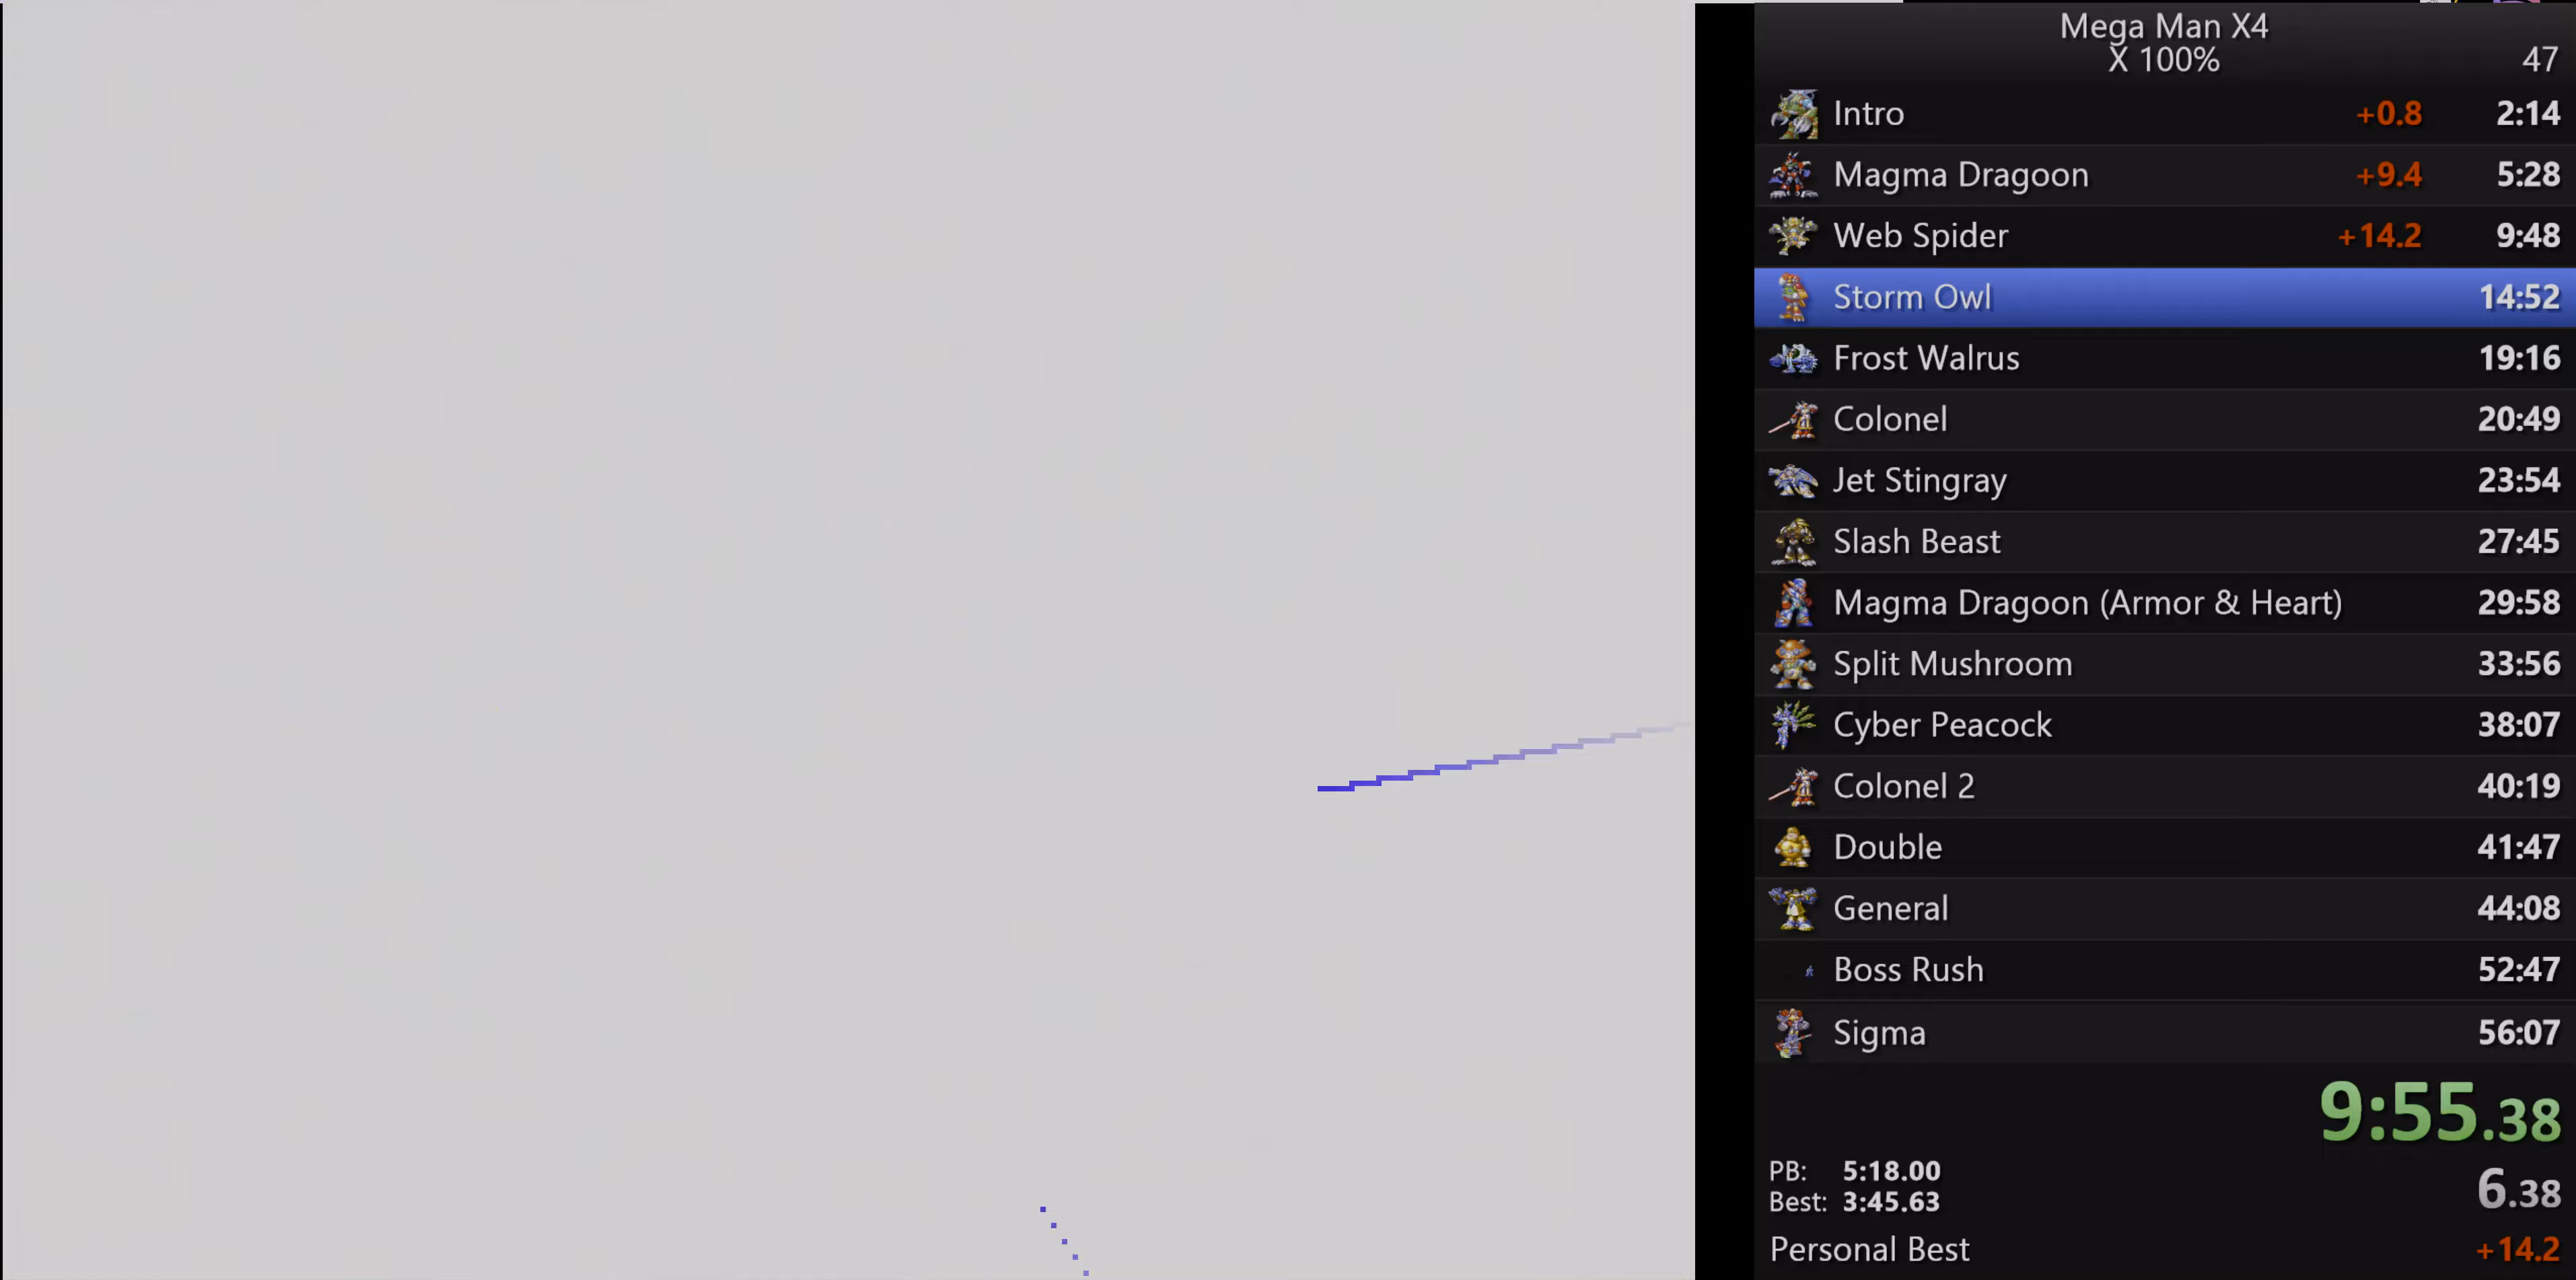 Mega Man X4
X 100% 47
Intro +0.8 2:14
Magma Dragoon +9.4 5:28
Web Spider +14.2 9:48
Storm Owl 14:52
Frost Walrus 19:16
Colonel 20:49
Jet Stingray 23:54
Slash Beast 27:45
Magma Dragoon (Armor & Heart) 29:58
Split Mushroom 33:56
Cyber Peacock 38:07
Colonel 2 40:19
Double 41:47
General 44:08
Boss Rush 52:47
Sigma 56:07
9:55.38
PB: 5:18.00
Best: 3:45.63 6.38
Personal Best +14.2